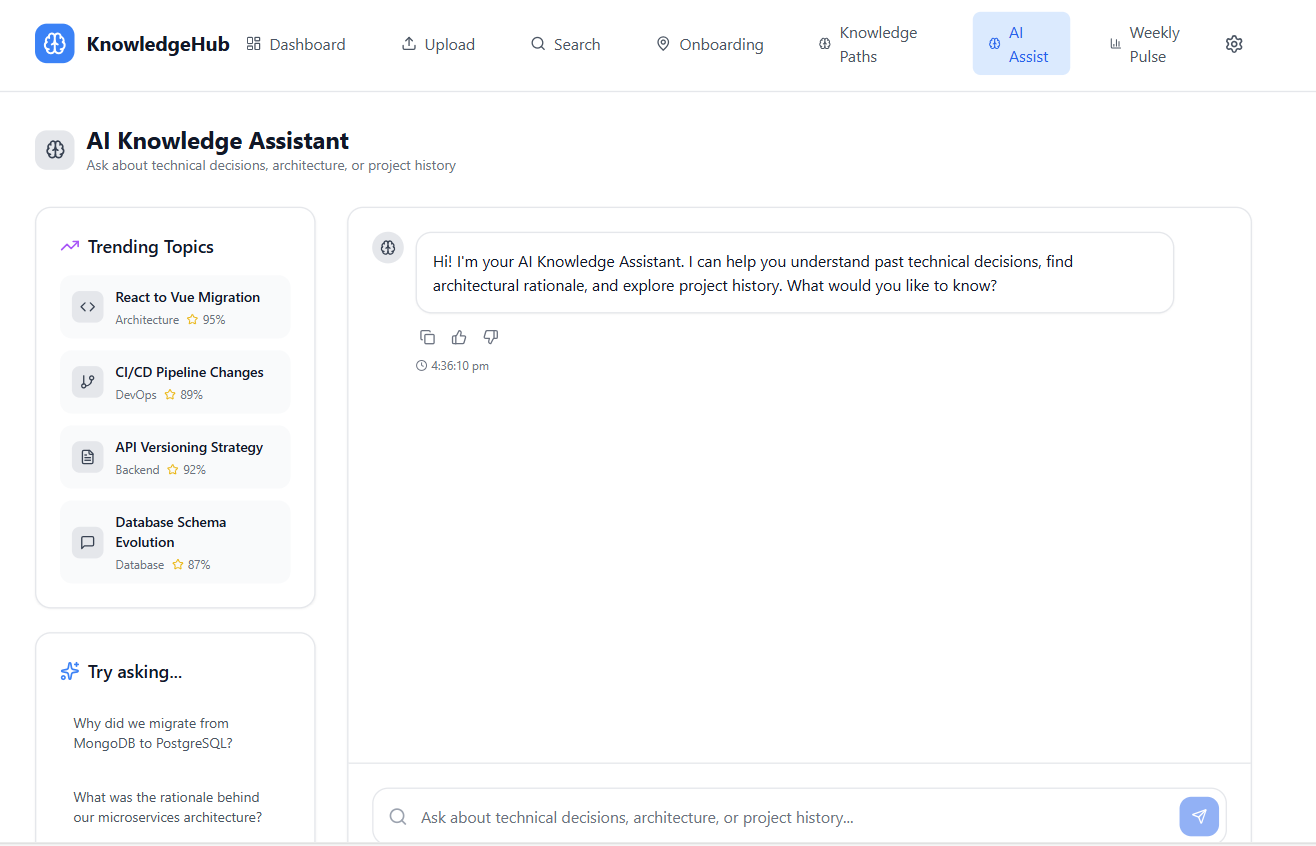 KnowledgeHub
Dashboard
Upload
Search
Onboarding
Knowledge
Paths
AI
Assist
Weekly
Pulse
AI Knowledge Assistant
Ask about technical decisions, architecture, or project history
Trending Topics
React to Vue Migration
Architecture 95%
CI/CD Pipeline Changes
DevOps 89%
API Versioning Strategy
Backend 92%
Database Schema
Evolution
Database 87%
Try asking...
Why did we migrate from
MongoDB to PostgreSQL?
What was the rationale behind
our microservices architecture?
Hi! I'm your AI Knowledge Assistant. I can help you understand past technical decisions, find
architectural rationale, and explore project history. What would you like to know?
4:36:10 pm
Ask about technical decisions, architecture, or project history...